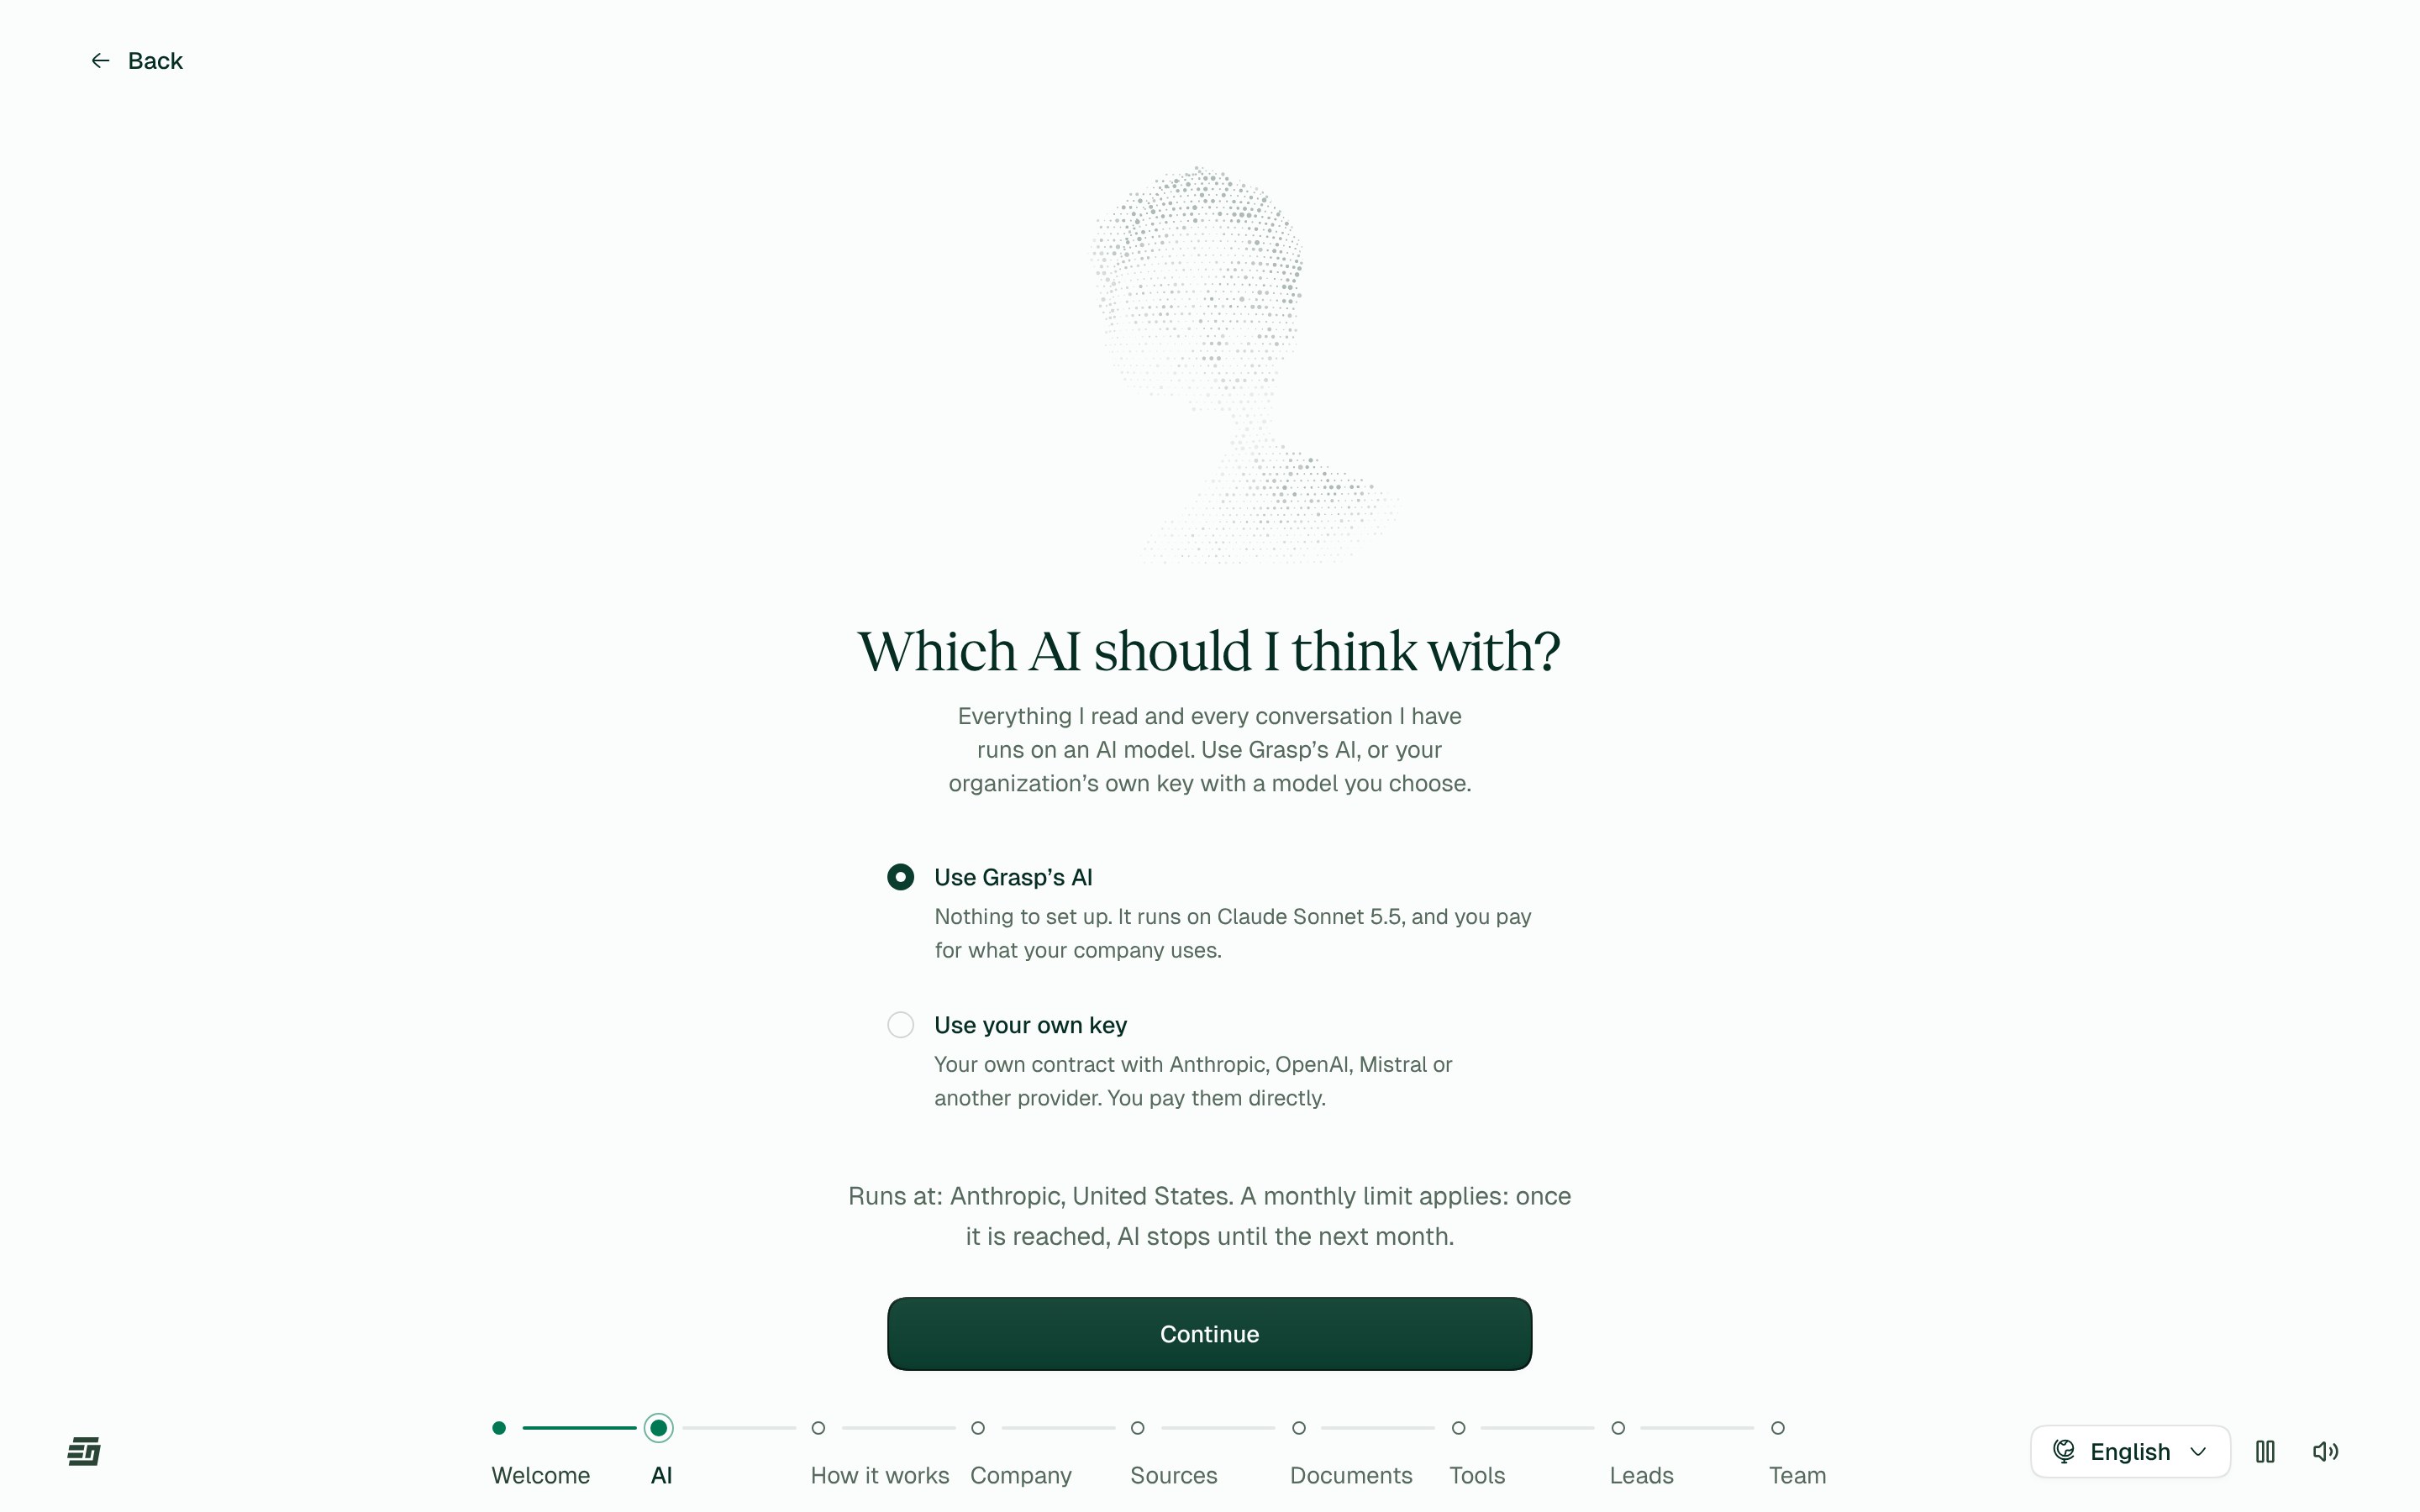 Back
Which AI should I think with?
Everything I read and every conversation I have
runs on an AI model. Use Grasp’s AI, or your
organization’s own key with a model you choose.
Use Grasp’s AI
Nothing to set up. It runs on Claude Sonnet 5.5, and you pay
for what your company uses.
Use your own key
Your own contract with Anthropic, OpenAI, Mistral or
another provider. You pay them directly.
Runs at: Anthropic, United States. A monthly limit applies: once
it is reached, AI stops until the next month.
Continue
Welcome AI How it works Company Sources Documents Tools Leads Team
English